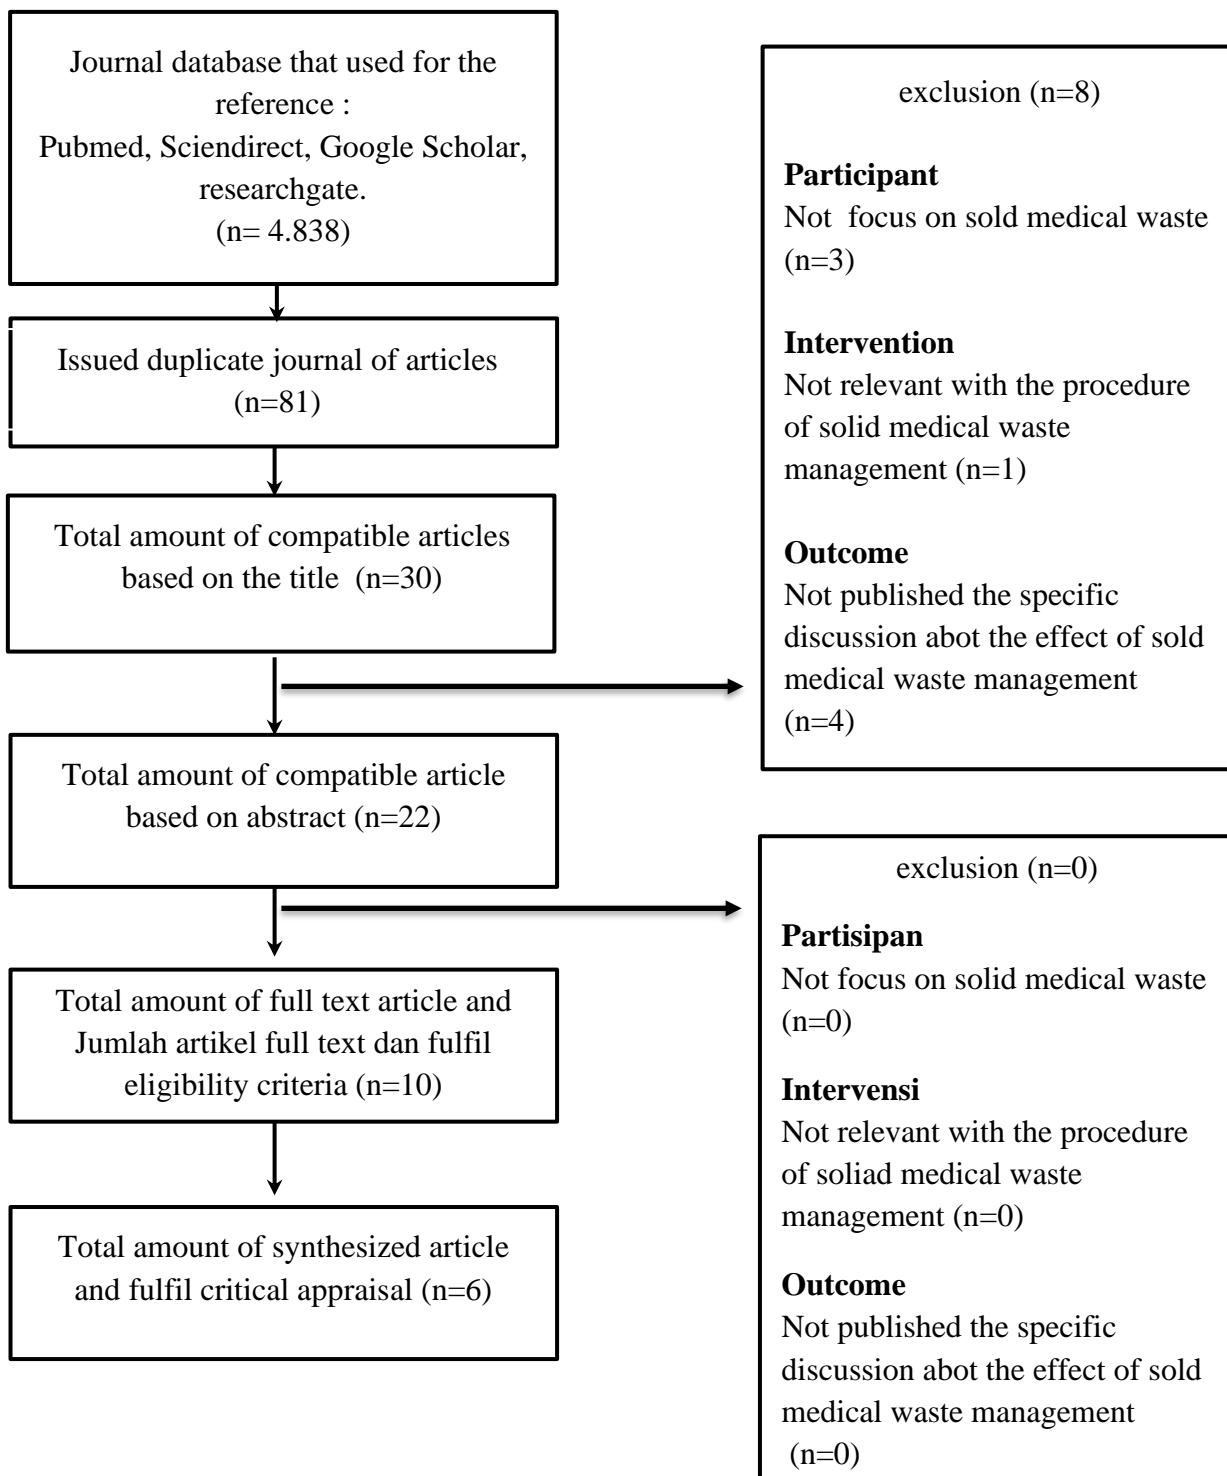 Journal database that used for the
reference :
Pubmed, Sciendirect, Google Scholar,
researchgate.
(n= 4.838)
Issued duplicate journal of articles
(n=81)
Total amount of compatible articles
based on the title (n=30)
exclusion (n=8)
Participant
Not focus on sold medical waste
(n=3)
Intervention
Not relevant with the procedure
of solid medical waste
management (n=1)
Outcome
Not published the specific
discussion abot the effect of sold
medical waste management
(n=4)
Total amount of compatible article
based on abstract (n=22)
exclusion (n=0)
Partisipan
Not focus on solid medical waste
(n=0)
Intervensi
Not relevant with the procedure
of soliad medical waste
management (n=0)
Outcome
Not published the specific
discussion abot the effect of sold
medical waste management
(n=0)
Total amount of full text article and
Jumlah artikel full text dan fulfil
eligibility criteria (n=10)
Total amount of synthesized article
and fulfil critical appraisal (n=6)